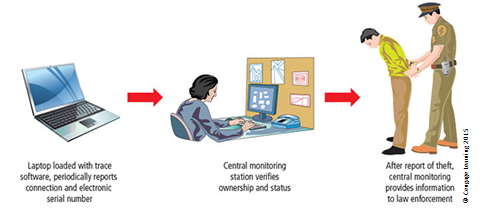 Laptop loaded with trace
software, periodically reports
connection and electronic
serial number
Central monitoring
station verifies
ownership and status
After report of theft,
central monitoring
provides information
to law enforcement
© Cengage Learning 2015